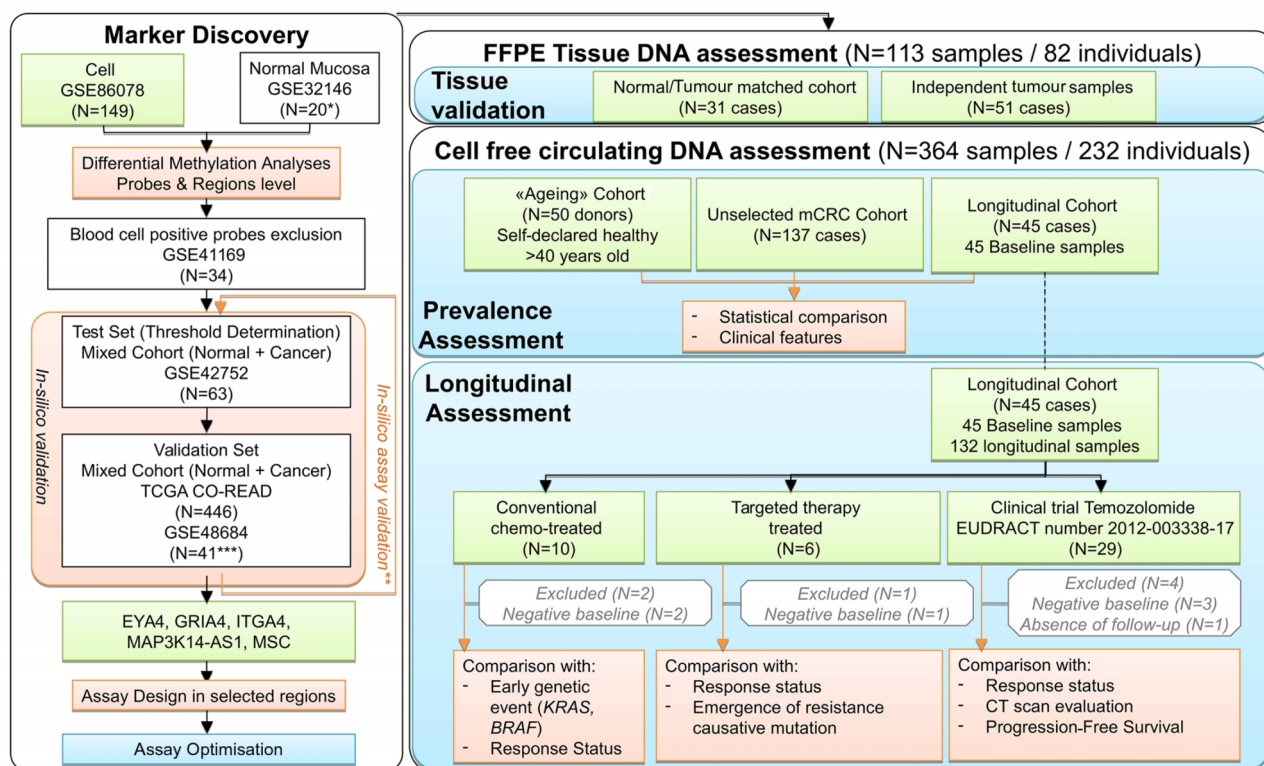 Marker Discovery
Cell
GSE86078
(N=149)
Normal Mucosa
GSE32146
(N=20*)
Differential Methylation Analyses
Probes & Regions level
Blood cell positive probes exclusion
GSE41169
(N=34)
In-silico validation
Test Set (Threshold Determination)
Mixed Cohort (Normal + Cancer)
GSE42752
(N=63)
Validation Set
Mixed Cohort (Normal + Cancer)
TCGA CO-READ
(N=446)
GSE48684
(N=41***)
In-silico assay validation**
EYA4, GRIA4, ITGA4,
MAP3K14-AS1, MSC
Assay Design in selected regions
Assay Optimisation
FFPE Tissue DNA assessment (N=113 samples / 82 individuals)
Tissue
validation
Normal/Tumour matched cohort
(N=31 cases)
Independent tumour samples
(N=51 cases)
Cell free circulating DNA assessment (N=364 samples / 232 individuals)
«Ageing» Cohort
(N=50 donors)
Self-declared healthy
>40 years old
Unselected mCRC Cohort
(N=137 cases)
Longitudinal Cohort
(N=45 cases)
45 Baseline samples
Prevalence
Assessment
- Statistical comparison
- Clinical features
Longitudinal
Assessment
Longitudinal Cohort
(N=45 cases)
45 Baseline samples
132 longitudinal samples
Conventional
chemo-treated
(N=10)
Targeted therapy
treated
(N=6)
Clinical trial Temozolomide
EUDRACT number 2012-003338-17
(N=29)
Excluded (N=2)
Negative baseline (N=2)
Excluded (N=1)
Negative baseline (N=1)
Excluded (N=4)
Negative baseline (N=3)
Absence of follow-up (N=1)
Comparison with:
- Early genetic
event (KRAS,
BRAF)
- Response Status
Comparison with:
- Response status
- Emergence of resistance
causative mutation
Comparison with:
- Response status
- CT scan evaluation
- Progression-Free Survival